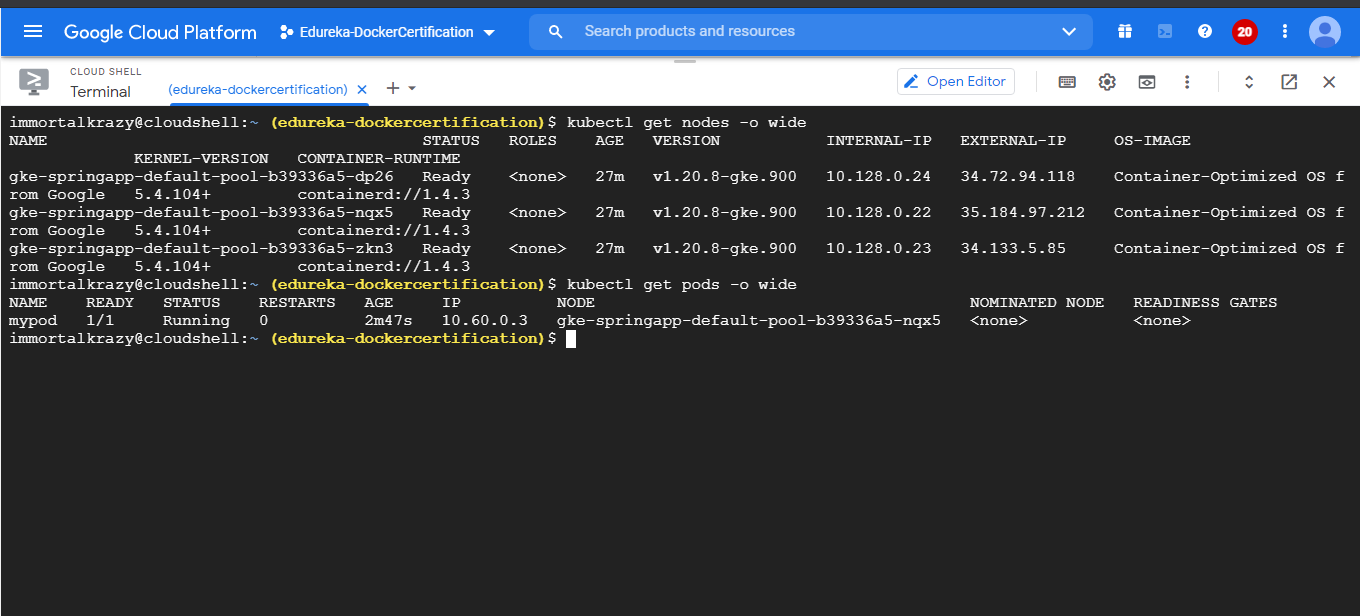 Google Cloud Platform Edureka-DockerCertification Search products and resources 20
CLOUD SHELL
Terminal (edureka-dockercertification) Open Editor
immortalkrazy@cloudshell:~ (edureka-dockercertification)$ kubectl get nodes -o wide
NAME STATUS ROLES AGE VERSION INTERNAL-IP EXTERNAL-IP OS-IMAGE
KERNEL-VERSION CONTAINER-RUNTIME
gke-springapp-default-pool-b39336a5-dp26 Ready <none> 27m v1.20.8-gke.900 10.128.0.24 34.72.94.118 Container-Optimized OS f
rom Google 5.4.104+ containerd://1.4.3
gke-springapp-default-pool-b39336a5-nqx5 Ready <none> 27m v1.20.8-gke.900 10.128.0.22 35.184.97.212 Container-Optimized OS f
rom Google 5.4.104+ containerd://1.4.3
gke-springapp-default-pool-b39336a5-zkn3 Ready <none> 27m v1.20.8-gke.900 10.128.0.23 34.133.5.85 Container-Optimized OS f
rom Google 5.4.104+ containerd://1.4.3
immortalkrazy@cloudshell:~ (edureka-dockercertification)$ kubectl get pods -o wide
NAME READY STATUS RESTARTS AGE IP NODE NOMINATED NODE READINESS GATES
mypod 1/1 Running 0 2m47s 10.60.0.3 gke-springapp-default-pool-b39336a5-nqx5 <none> <none>
immortalkrazy@cloudshell:~ (edureka-dockercertification)$